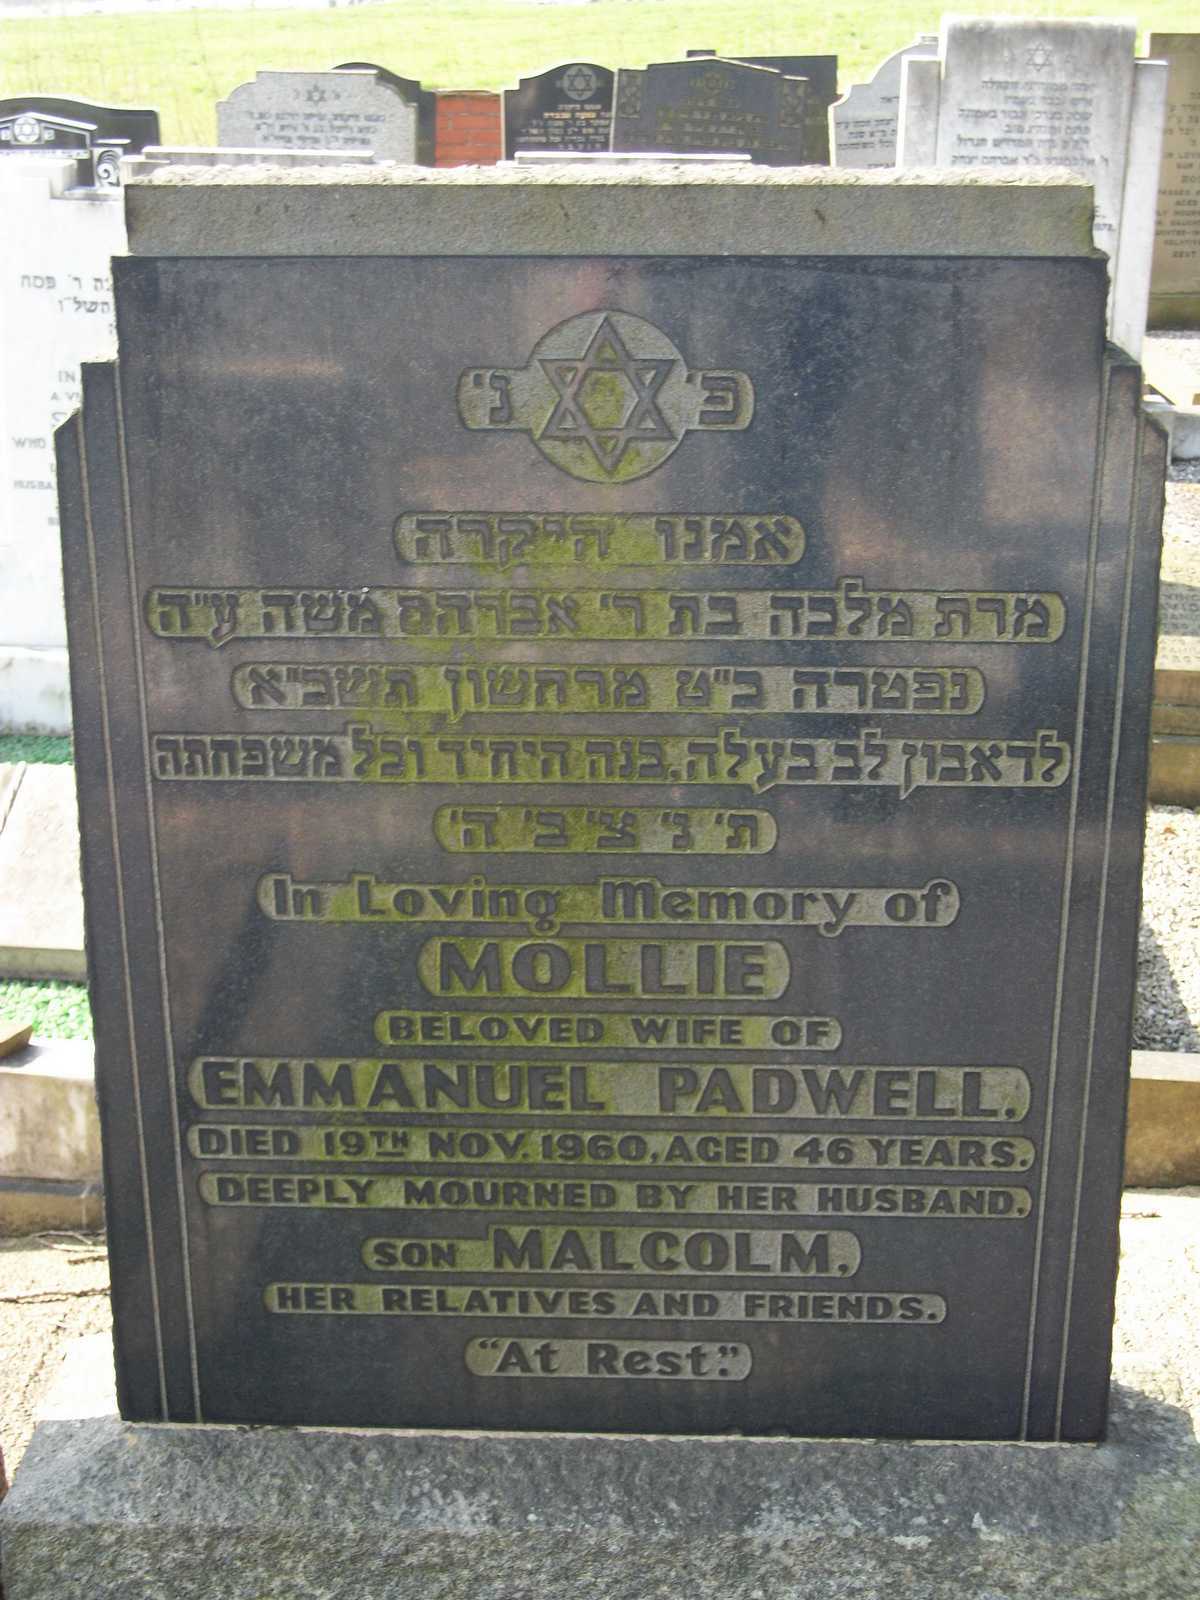 פ' נ'
אמנו היקרה
מרת מלכה בת ר' אברהם משה ע"ה
נפטרה כ"ט מרחשון תשכ"א
לדאבון לב בעלה, בנה היחיד וכל משפחתה
ת' נ' צ' ב' ה'
In Loving Memory of
MOLLIE
BELOVED WIFE OF
EMMANUEL PADWELL.
DIED 19TH NOV. 1960, AGED 46 YEARS.
DEEPLY MOURNED BY HER HUSBAND,
SON MALCOLM,
HER RELATIVES AND FRIENDS.
"At Rest."